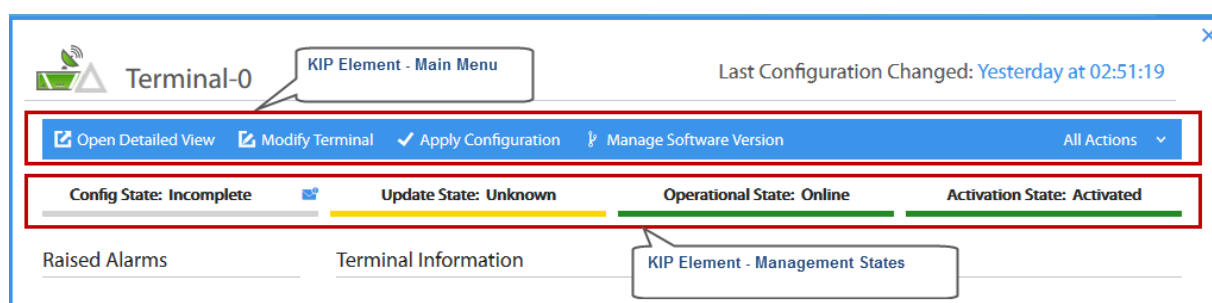 KIP Element - Main Menu
Terminal-0
Last Configuration Changed: Yesterday at 02:51:19
Open Detailed View Modify Terminal Apply Configuration Manage Software Version All Actions
Config State: Incomplete Update State: Unknown Operational State: Online Activation State: Activated
Raised Alarms Terminal Information
KIP Element - Management States